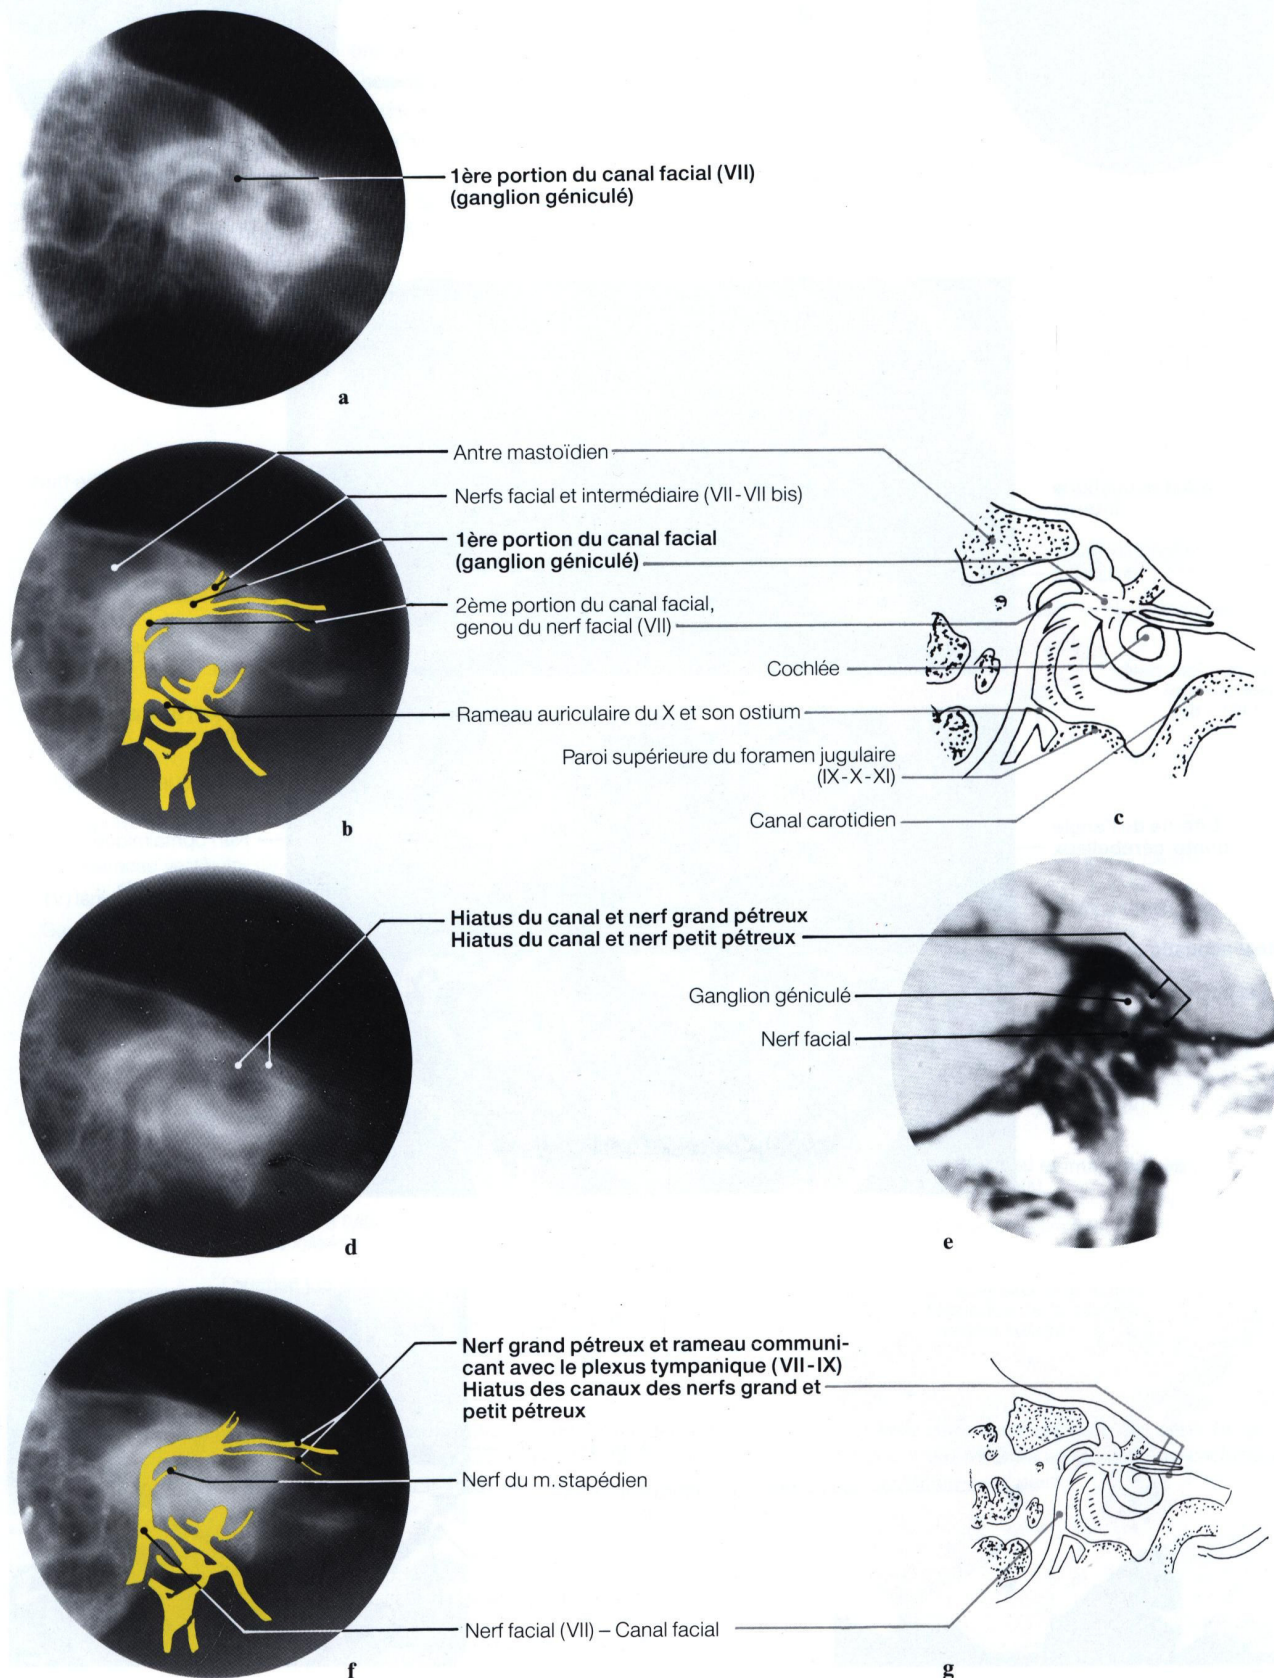 1ère portion du canal facial (VII)
(ganglion géniculé)
a
Antre mastoïdien
Nerfs facial et intermédiaire (VII-VII bis)
1ère portion du canal facial
(ganglion géniculé)
2ème portion du canal facial,
genou du nerf facial (VII)
Cochlée
Rameau auriculaire du X et son ostium
Paroi supérieure du foramen jugulaire
(IX-X-XI)
Canal carotidien
b
c
Hiatus du canal et nerf grand pétreux
Hiatus du canal et nerf petit pétreux
Ganglion géniculé
Nerf facial
d
e
Nerf grand pétreux et rameau communi-
cant avec le plexus tympanique (VII-IX)
Hiatus des canaux des nerfs grand et
petit pétreux
Nerf du m. stapédien
Nerf facial (VII) – Canal facial
f
g